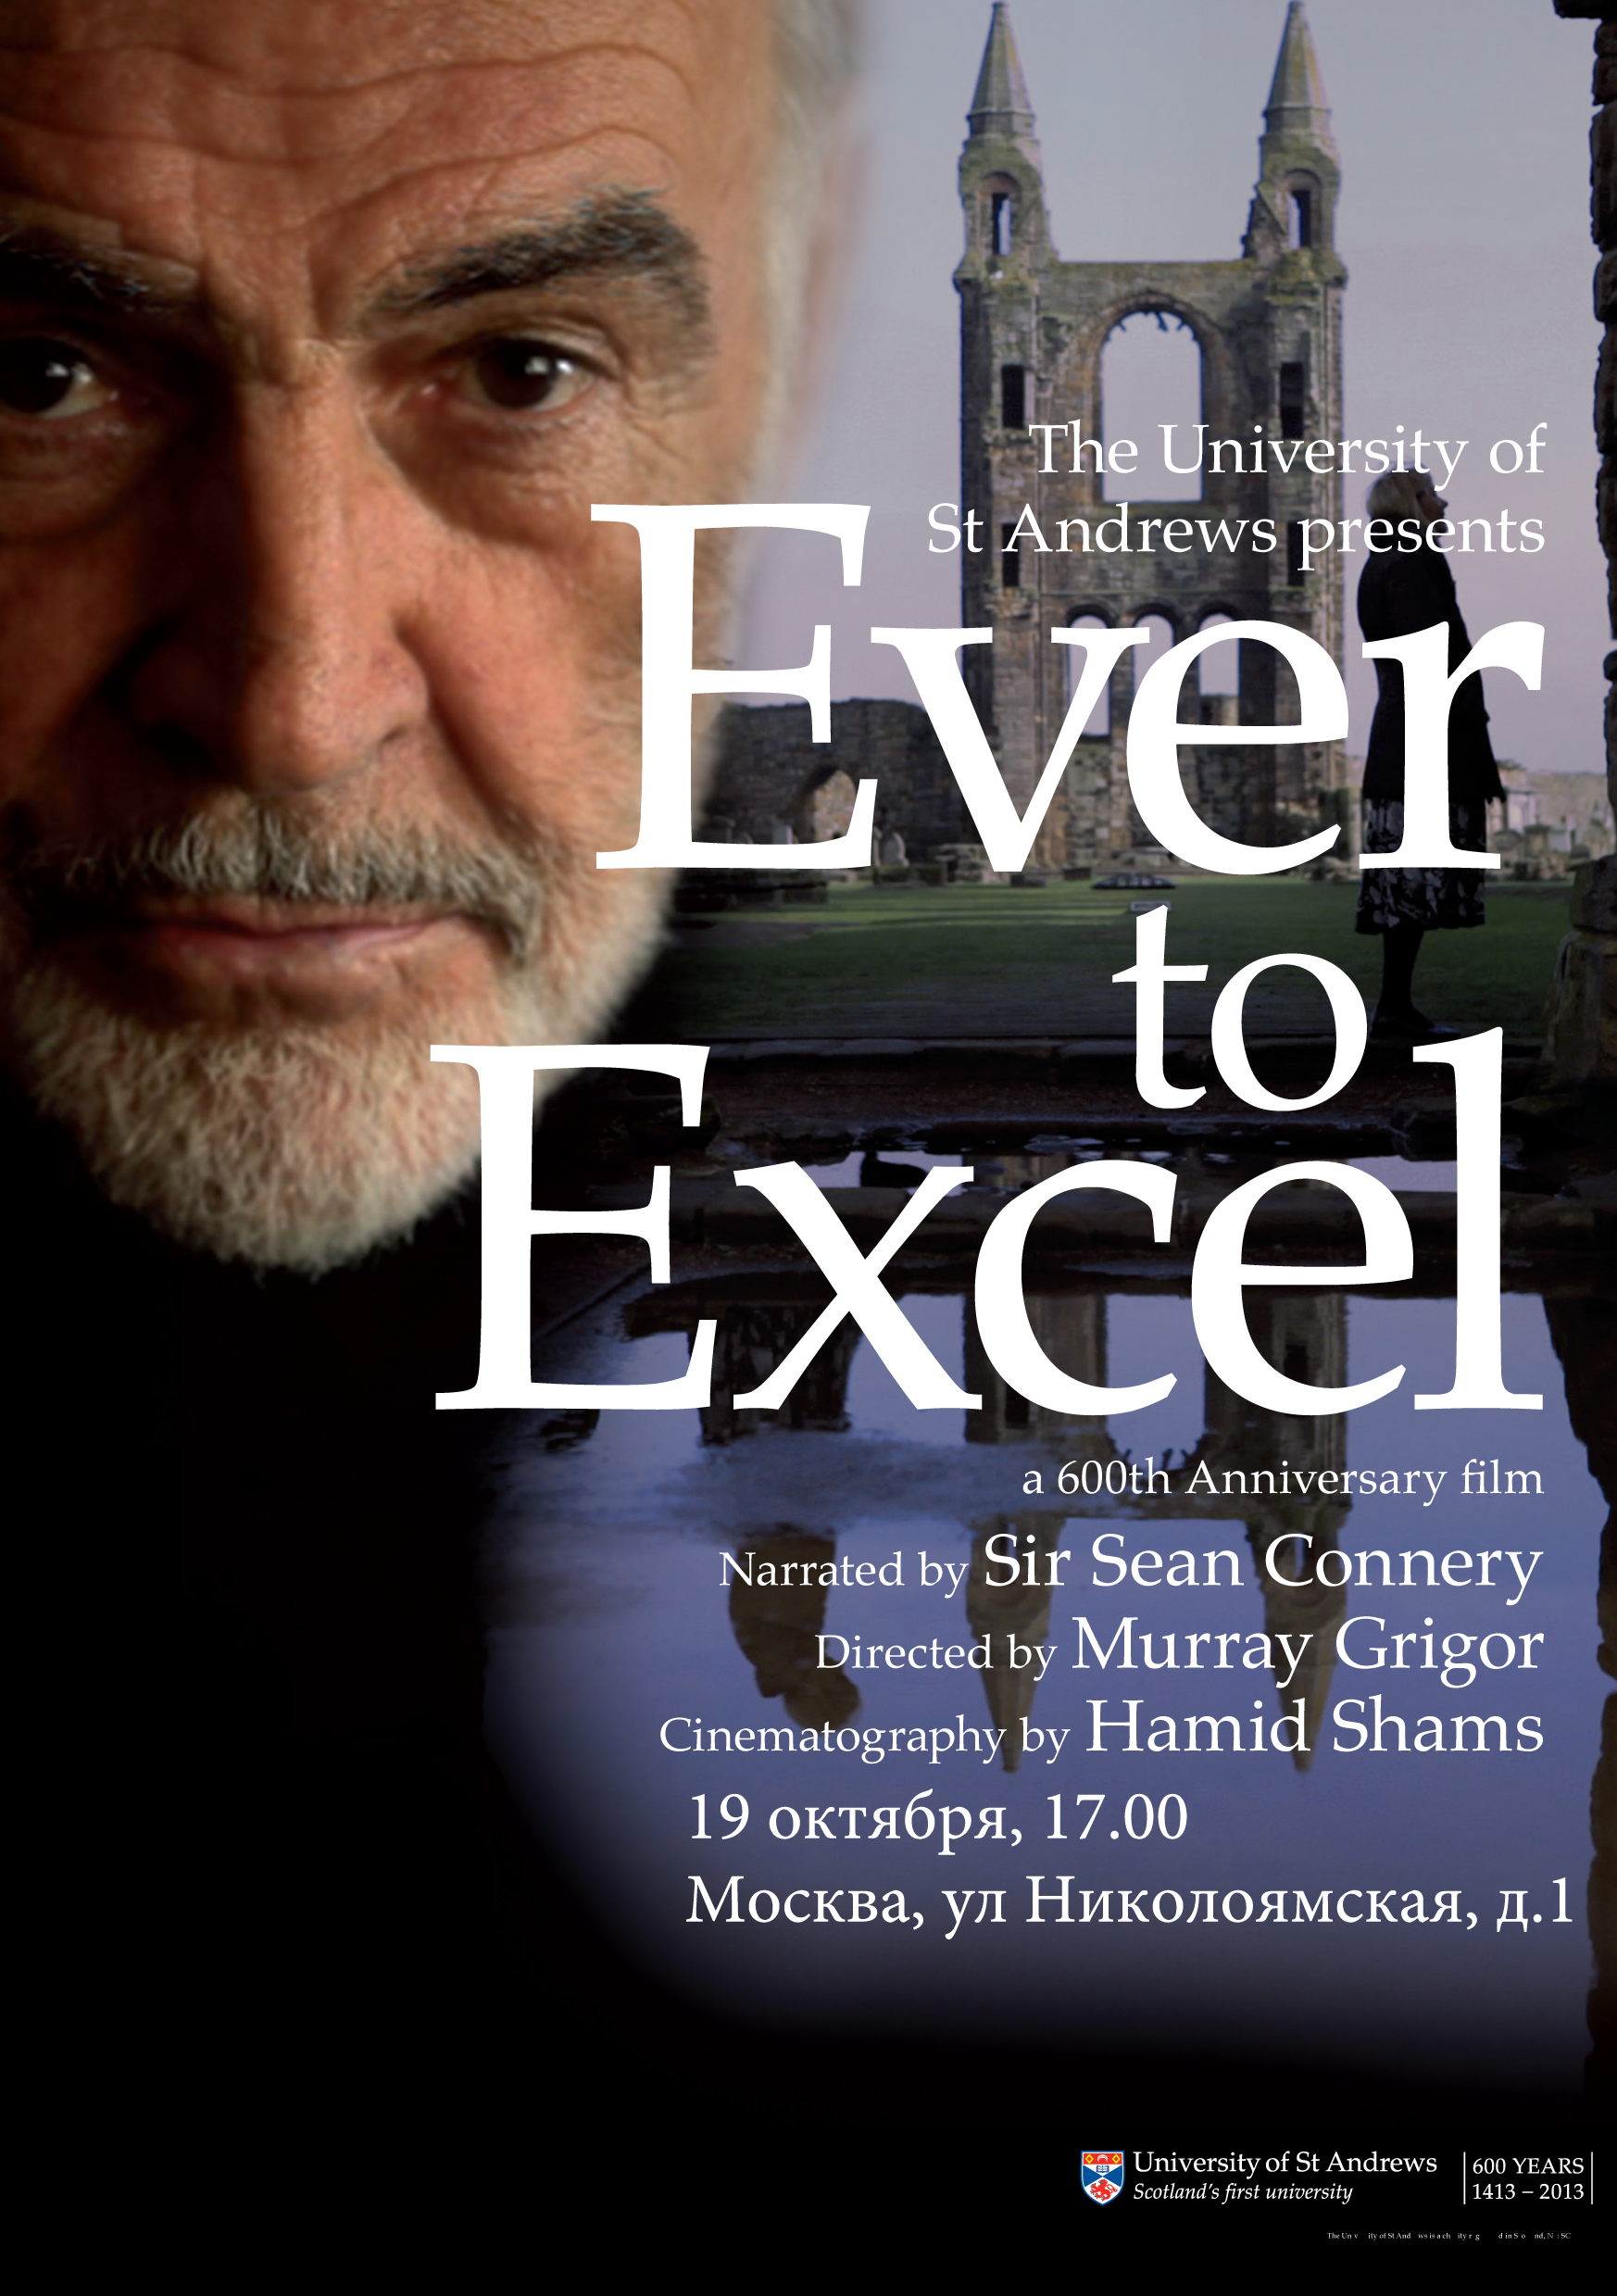 The University of
St Andrews presents
Ever
to
Excel
a 600th Anniversary film
Narrated by Sir Sean Connery
Directed by Murray Grigor
Cinematography by Hamid Shams
19 октября, 17.00
Москва, ул Николоямская, д.1
University of St Andrews
Scotland's first university
600 YEARS
1413 – 2013